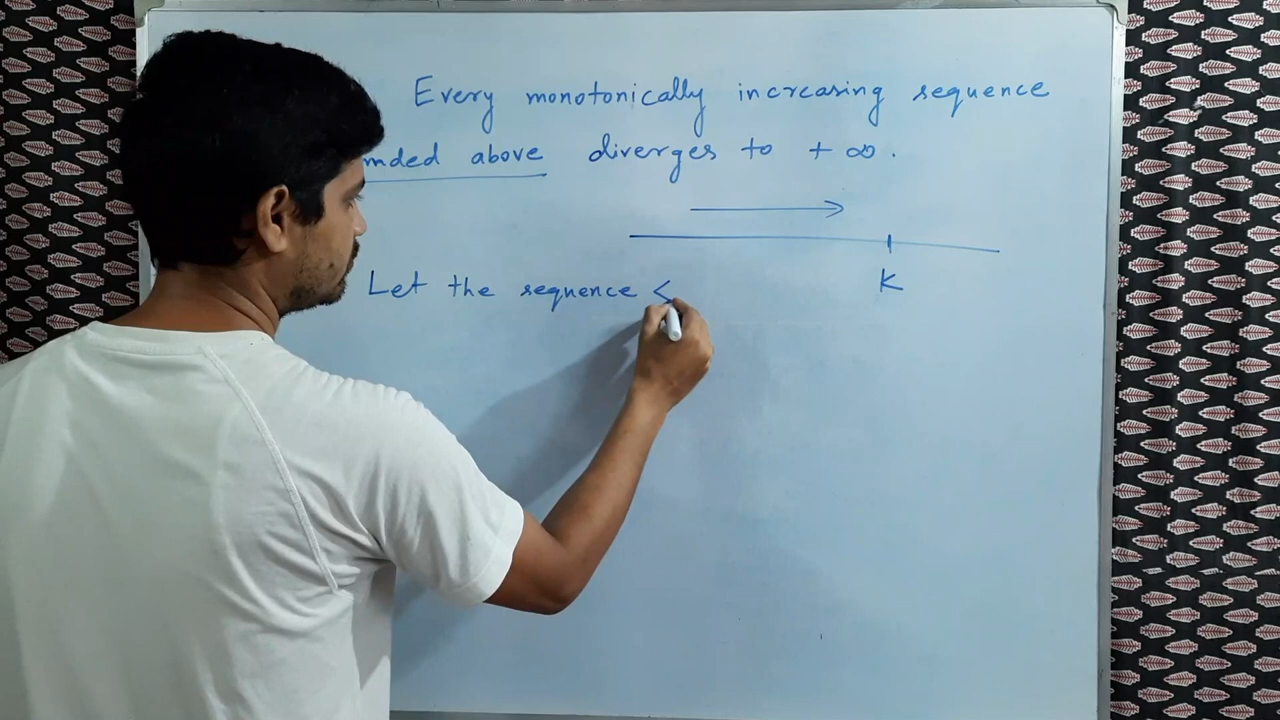 Every monotonically increasing sequence
nded above diverges to + ∞.
K
Let the sequence <